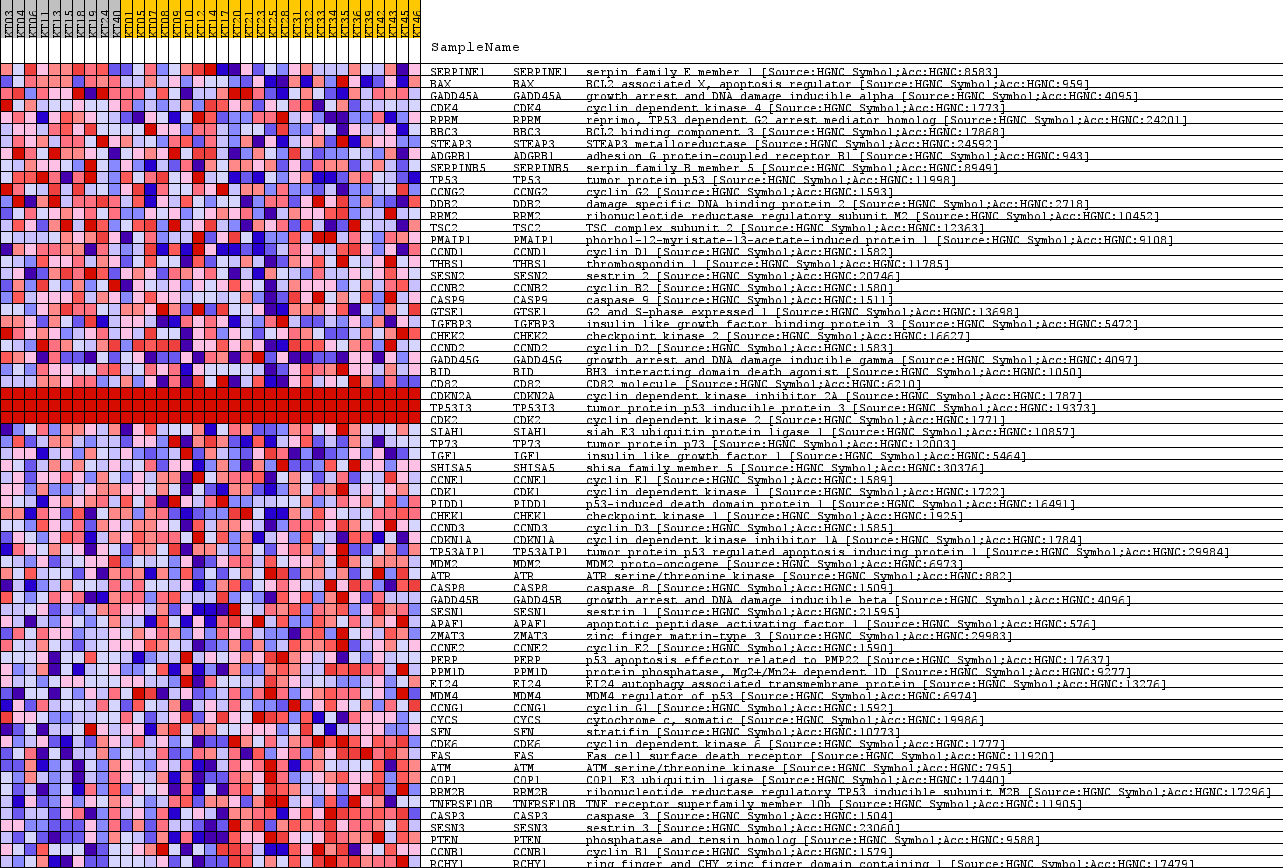 KT03 KT04 KT06 KT11 KT13 KT15 KT18 KT19 KT24 KT40 KT01 KT05 KT07 KT08 KT09 KT10 KT12 KT14 KT17 KT20 KT21 KT23 KT25 KT28 KT31 KT32 KT33 KT34 KT35 KT36 KT39 KT42 KT43 KT45 KT46
SampleName
SERPINE1 SERPINE1 serpin family E member 1 [Source:HGNC Symbol;Acc:HGNC:8583]
BAX BAX BCL2 associated X, apoptosis regulator [Source:HGNC Symbol;Acc:HGNC:959]
GADD45A GADD45A growth arrest and DNA damage inducible alpha [Source:HGNC Symbol;Acc:HGNC:4095]
CDK4 CDK4 cyclin dependent kinase 4 [Source:HGNC Symbol;Acc:HGNC:1773]
RPRM RPRM reprimo, TP53 dependent G2 arrest mediator homolog [Source:HGNC Symbol;Acc:HGNC:24201]
BBC3 BBC3 BCL2 binding component 3 [Source:HGNC Symbol;Acc:HGNC:17868]
STEAP3 STEAP3 STEAP3 metalloreductase [Source:HGNC Symbol;Acc:HGNC:24592]
ADGRB1 ADGRB1 adhesion G protein-coupled receptor B1 [Source:HGNC Symbol;Acc:HGNC:943]
SERPINB5 SERPINB5 serpin family B member 5 [Source:HGNC Symbol;Acc:HGNC:8949]
TP53 TP53 tumor protein p53 [Source:HGNC Symbol;Acc:HGNC:11998]
CCNG2 CCNG2 cyclin G2 [Source:HGNC Symbol;Acc:HGNC:1593]
DDB2 DDB2 damage specific DNA binding protein 2 [Source:HGNC Symbol;Acc:HGNC:2718]
RRM2 RRM2 ribonucleotide reductase regulatory subunit M2 [Source:HGNC Symbol;Acc:HGNC:10452]
TSC2 TSC2 TSC complex subunit 2 [Source:HGNC Symbol;Acc:HGNC:12363]
PMAIP1 PMAIP1 phorbol-12-myristate-13-acetate-induced protein 1 [Source:HGNC Symbol;Acc:HGNC:9108]
CCND1 CCND1 cyclin D1 [Source:HGNC Symbol;Acc:HGNC:1582]
THBS1 THBS1 thrombospondin 1 [Source:HGNC Symbol;Acc:HGNC:11785]
SESN2 SESN2 sestrin 2 [Source:HGNC Symbol;Acc:HGNC:20746]
CCNB2 CCNB2 cyclin B2 [Source:HGNC Symbol;Acc:HGNC:1580]
CASP9 CASP9 caspase 9 [Source:HGNC Symbol;Acc:HGNC:1511]
GTSE1 GTSE1 G2 and S-phase expressed 1 [Source:HGNC Symbol;Acc:HGNC:13698]
IGFBP3 IGFBP3 insulin like growth factor binding protein 3 [Source:HGNC Symbol;Acc:HGNC:5472]
CHEK2 CHEK2 checkpoint kinase 2 [Source:HGNC Symbol;Acc:HGNC:16627]
CCND2 CCND2 cyclin D2 [Source:HGNC Symbol;Acc:HGNC:1583]
GADD45G GADD45G growth arrest and DNA damage inducible gamma [Source:HGNC Symbol;Acc:HGNC:4097]
BID BID BH3 interacting domain death agonist [Source:HGNC Symbol;Acc:HGNC:1050]
CD82 CD82 CD82 molecule [Source:HGNC Symbol;Acc:HGNC:6210]
CDKN2A CDKN2A cyclin dependent kinase inhibitor 2A [Source:HGNC Symbol;Acc:HGNC:1787]
TP53I3 TP53I3 tumor protein p53 inducible protein 3 [Source:HGNC Symbol;Acc:HGNC:19373]
CDK2 CDK2 cyclin dependent kinase 2 [Source:HGNC Symbol;Acc:HGNC:1771]
SIAH1 SIAH1 siah E3 ubiquitin protein ligase 1 [Source:HGNC Symbol;Acc:HGNC:10857]
TP73 TP73 tumor protein p73 [Source:HGNC Symbol;Acc:HGNC:12003]
IGF1 IGF1 insulin like growth factor 1 [Source:HGNC Symbol;Acc:HGNC:5464]
SHISA5 SHISA5 shisa family member 5 [Source:HGNC Symbol;Acc:HGNC:30376]
CCNE1 CCNE1 cyclin E1 [Source:HGNC Symbol;Acc:HGNC:1589]
CDK1 CDK1 cyclin dependent kinase 1 [Source:HGNC Symbol;Acc:HGNC:1722]
PIDD1 PIDD1 p53-induced death domain protein 1 [Source:HGNC Symbol;Acc:HGNC:16491]
CHEK1 CHEK1 checkpoint kinase 1 [Source:HGNC Symbol;Acc:HGNC:1925]
CCND3 CCND3 cyclin D3 [Source:HGNC Symbol;Acc:HGNC:1585]
CDKN1A CDKN1A cyclin dependent kinase inhibitor 1A [Source:HGNC Symbol;Acc:HGNC:1784]
TP53AIP1 TP53AIP1 tumor protein p53 regulated apoptosis inducing protein 1 [Source:HGNC Symbol;Acc:HGNC:29984]
MDM2 MDM2 MDM2 proto-oncogene [Source:HGNC Symbol;Acc:HGNC:6973]
ATR ATR ATR serine/threonine kinase [Source:HGNC Symbol;Acc:HGNC:882]
CASP8 CASP8 caspase 8 [Source:HGNC Symbol;Acc:HGNC:1509]
GADD45B GADD45B growth arrest and DNA damage inducible beta [Source:HGNC Symbol;Acc:HGNC:4096]
SESN1 SESN1 sestrin 1 [Source:HGNC Symbol;Acc:HGNC:21595]
APAF1 APAF1 apoptotic peptidase activating factor 1 [Source:HGNC Symbol;Acc:HGNC:576]
ZMAT3 ZMAT3 zinc finger matrin-type 3 [Source:HGNC Symbol;Acc:HGNC:29983]
CCNE2 CCNE2 cyclin E2 [Source:HGNC Symbol;Acc:HGNC:1590]
PERP PERP p53 apoptosis effector related to PMP22 [Source:HGNC Symbol;Acc:HGNC:17637]
PPM1D PPM1D protein phosphatase, Mg2+/Mn2+ dependent 1D [Source:HGNC Symbol;Acc:HGNC:9277]
EI24 EI24 EI24 autophagy associated transmembrane protein [Source:HGNC Symbol;Acc:HGNC:13276]
MDM4 MDM4 MDM4 regulator of p53 [Source:HGNC Symbol;Acc:HGNC:6974]
CCNG1 CCNG1 cyclin G1 [Source:HGNC Symbol;Acc:HGNC:1592]
CYCS CYCS cytochrome c, somatic [Source:HGNC Symbol;Acc:HGNC:19986]
SFN SFN stratifin [Source:HGNC Symbol;Acc:HGNC:10773]
CDK6 CDK6 cyclin dependent kinase 6 [Source:HGNC Symbol;Acc:HGNC:1777]
FAS FAS Fas cell surface death receptor [Source:HGNC Symbol;Acc:HGNC:11920]
ATM ATM ATM serine/threonine kinase [Source:HGNC Symbol;Acc:HGNC:795]
COP1 COP1 COP1 E3 ubiquitin ligase [Source:HGNC Symbol;Acc:HGNC:17440]
RRM2B RRM2B ribonucleotide reductase regulatory TP53 inducible subunit M2B [Source:HGNC Symbol;Acc:HGNC:17296]
TNFRSF10B TNFRSF10B TNF receptor superfamily member 10b [Source:HGNC Symbol;Acc:HGNC:11905]
CASP3 CASP3 caspase 3 [Source:HGNC Symbol;Acc:HGNC:1504]
SESN3 SESN3 sestrin 3 [Source:HGNC Symbol;Acc:HGNC:23060]
PTEN PTEN phosphatase and tensin homolog [Source:HGNC Symbol;Acc:HGNC:9588]
CCNB1 CCNB1 cyclin B1 [Source:HGNC Symbol;Acc:HGNC:1579]
RCHY1 RCHY1 ring finger and CHY zinc finger domain containing 1 [Source:HGNC Symbol;Acc:HGNC:17479]